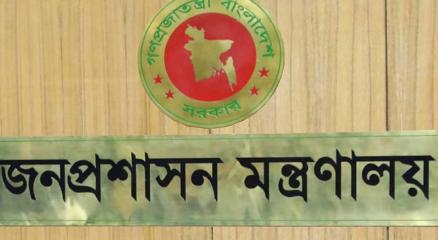 গণপ্রজাতন্ত্রী বাংলাদেশ
সরকার
জনপ্রশাসন মন্ত্রণালয়